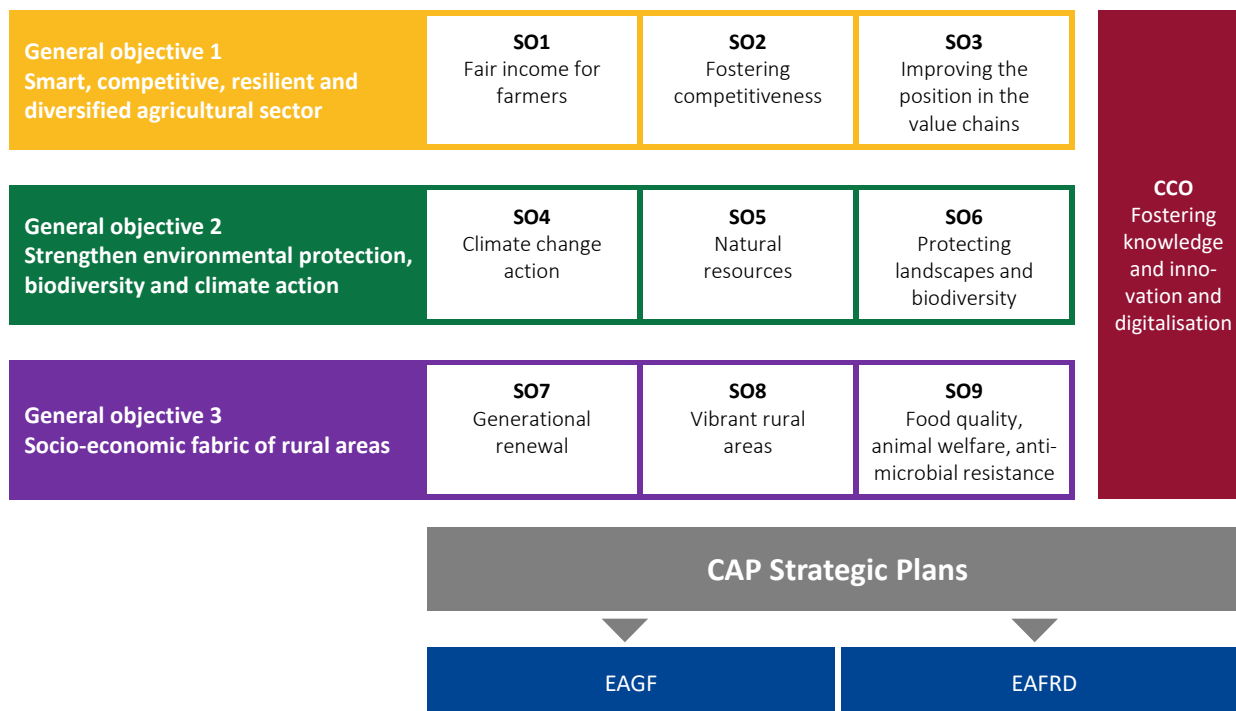 General objective 1
Smart, competitive, resilient and
diversified agricultural sector
SO1
Fair income for
farmers
SO2
Fostering
competitiveness
SO3
Improving the
position in the
value chains
General objective 2
Strengthen environmental protection,
biodiversity and climate action
SO4
Climate change
action
SO5
Natural
resources
SO6
Protecting
landscapes and
biodiversity
General objective 3
Socio-economic fabric of rural areas
SO7
Generational
renewal
SO8
Vibrant rural
areas
SO9
Food quality,
animal welfare, anti-
microbial resistance
CCO
Fostering
knowledge
and inno-
vation and
digitalisation
CAP Strategic Plans
EAGF
EAFRD